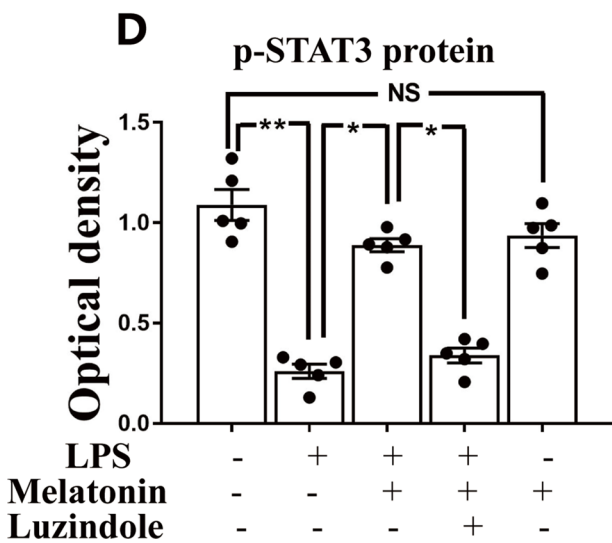 D
p-STAT3 protein
NS
** * *
Optical density
1.5
1.0
0.5
0.0
LPS - + + + -
Melatonin - - + + +
Luzindole - - - + -